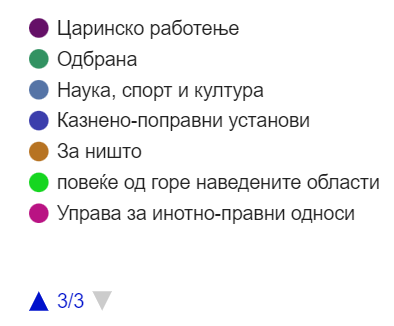 Царинско работење
Одбрана
Наука, спорт и култура
Казнено-поправни установи
За ништо
повеќе од горе наведените области
Управа за инотно-правни односи
3/3